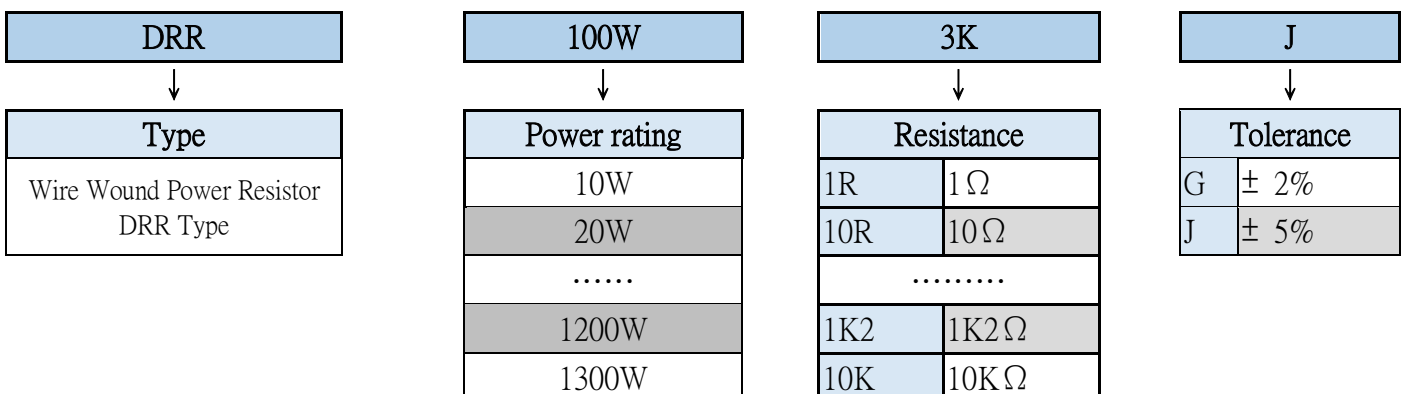 DRR 100W 3K J
Type Power rating Resistance Tolerance
Wire Wound Power Resistor
DRR Type
10W
20W
......
1200W
1300W
1R 1Ω
10R 10Ω
.........
1K2 1K2Ω
10K 10KΩ
G ± 2%
J ± 5%